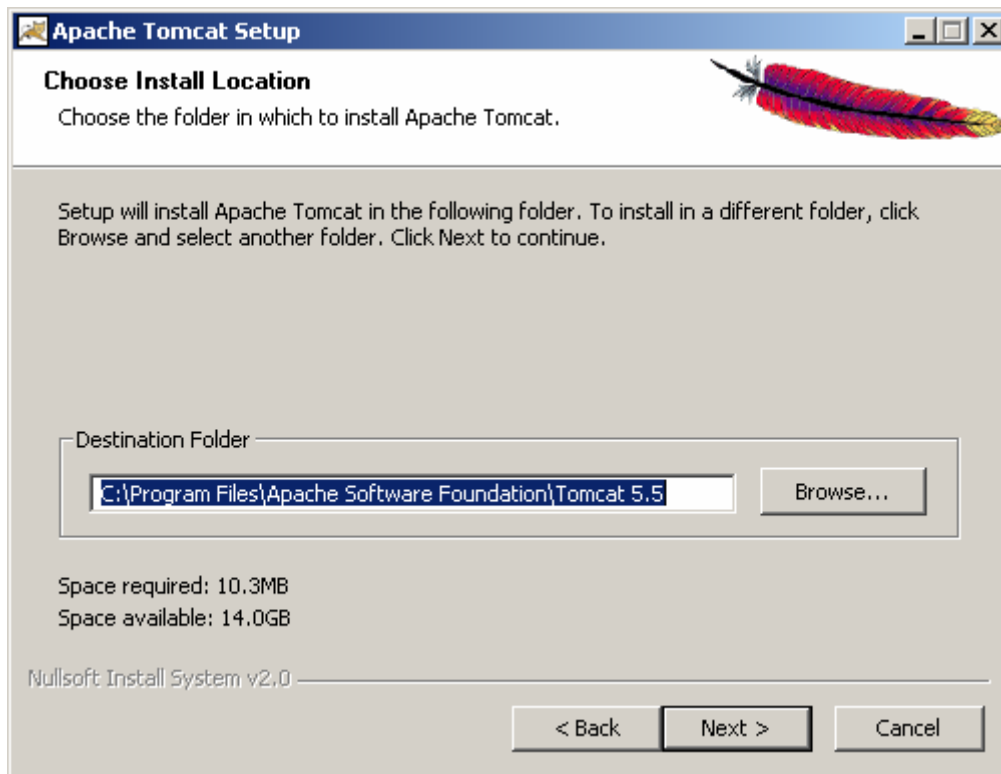 Apache Tomcat Setup
Choose Install Location
Choose the folder in which to install Apache Tomcat.
Setup will install Apache Tomcat in the following folder. To install in a different folder, click
Browse and select another folder. Click Next to continue.
Destination Folder
C:\Program Files\Apache Software Foundation\Tomcat 5.5
Browse...
Space required: 10.3MB
Space available: 14.0GB
Nullsoft Install System v2.0
< Back
Next >
Cancel